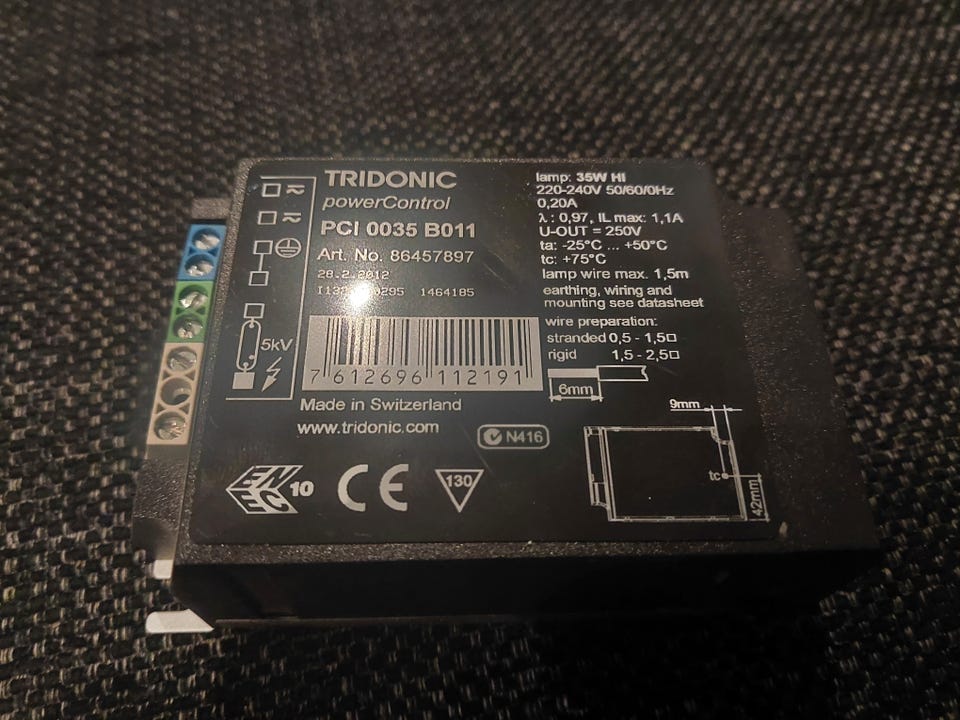 TRIDONIC
powerControl
PCI 0035 B011
Art. No. 86457897
28.2.2012
1464185
5kV
7 612696 112191
Made in Switzerland
www.tridonic.com
N416
ENEC 10
CE
130
lamp: 35W HI
220-240V 50/60/0Hz
0,20A
λ : 0,97, IL max: 1,1A
U-OUT = 250V
ta: -25°C ... +50°C
tc: +75°C
lamp wire max. 1,5m
earthing, wiring and
mounting see datasheet
wire preparation:
stranded 0,5 - 1,5□
rigid 1,5 - 2,5□
6mm
9mm
tc
42mm